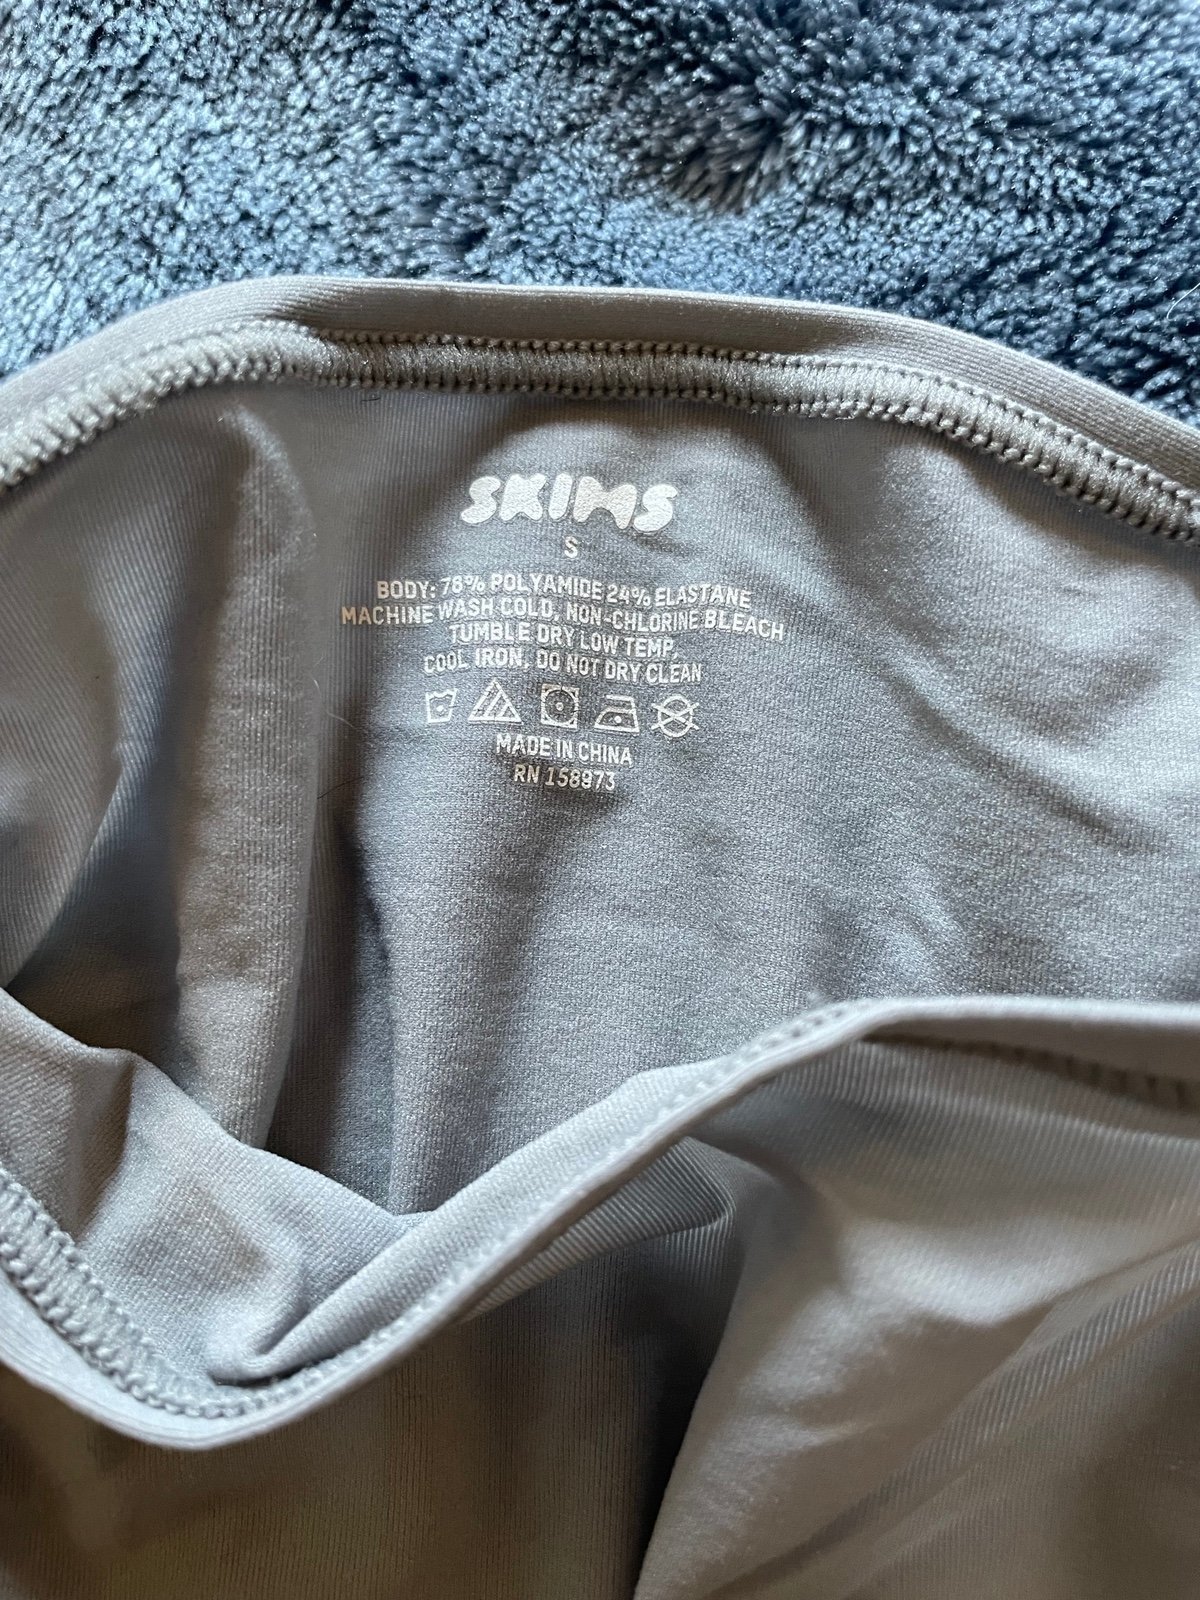 SKIMS
S
BODY: 76% POLYAMIDE 24% ELASTANE
MACHINE WASH COLD, NON-CHLORINE BLEACH
TUMBLE DRY LOW TEMP,
COOL IRON, DO NOT DRY CLEAN
MADE IN CHINA
RN 158973